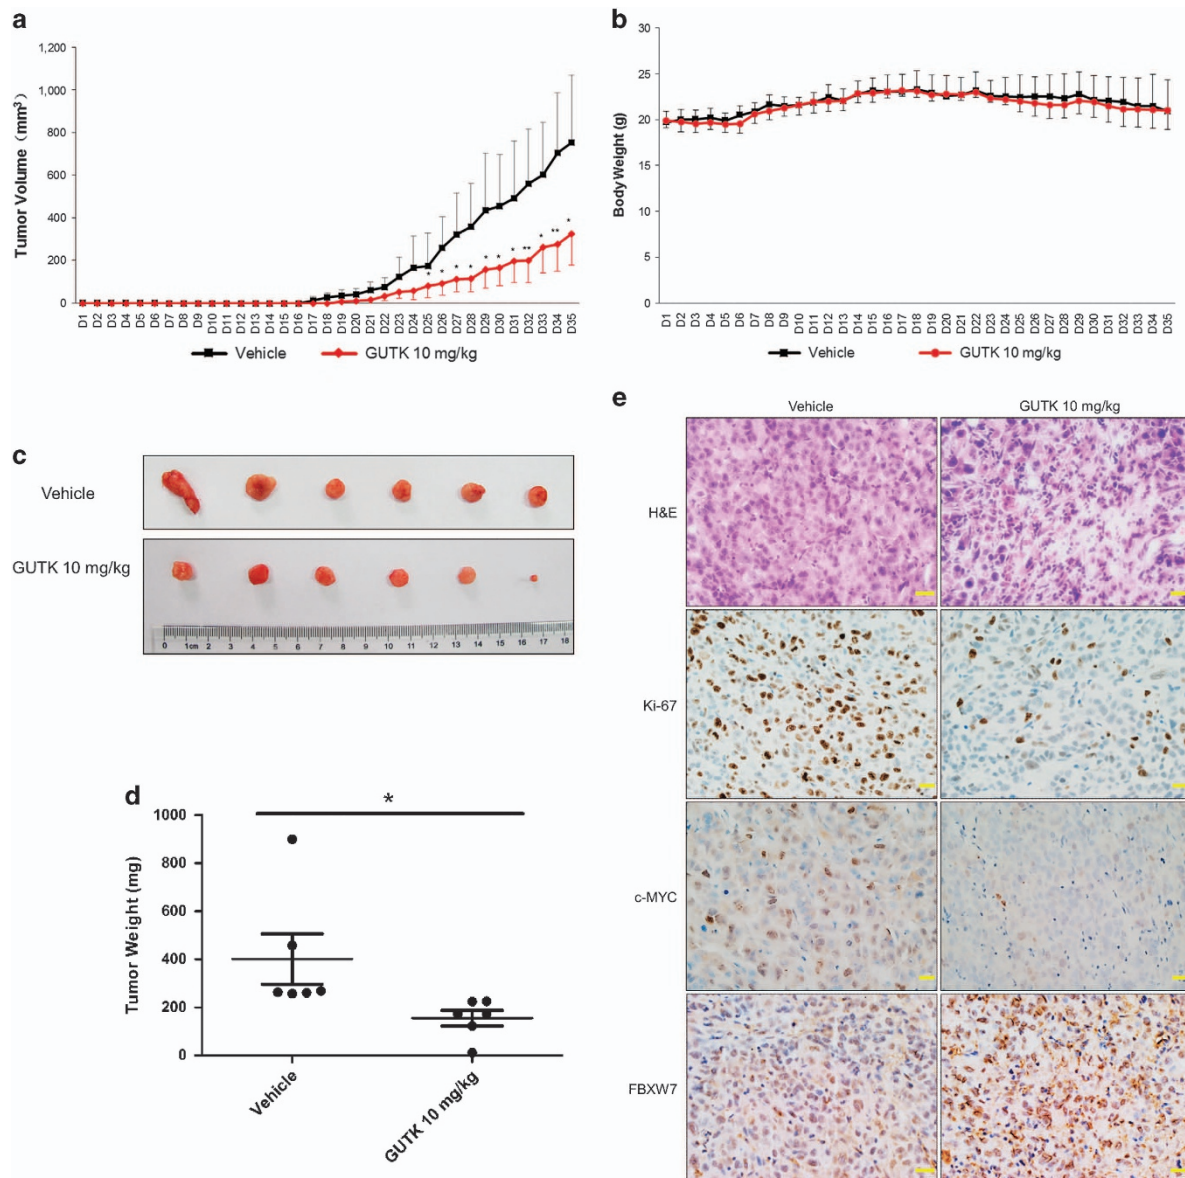 a
1,200
1,000
800
600
400
200
0
Tumor Volume (mm³)
* * * * * * * ** * ** *
D1 D2 D3 D4 D5 D6 D7 D8 D9 D10 D11 D12 D13 D14 D15 D16 D17 D18 D19 D20 D21 D22 D23 D24 D25 D26 D27 D28 D29 D30 D31 D32 D33 D34 D35
Vehicle GUTK 10 mg/kg
b
30
25
20
15
10
5
0
Body Weight (g)
D1 D2 D3 D4 D5 D6 D7 D8 D9 D10 D11 D12 D13 D14 D15 D16 D17 D18 D19 D20 D21 D22 D23 D24 D25 D26 D27 D28 D29 D30 D31 D32 D33 D34 D35
Vehicle GUTK 10 mg/kg
c
Vehicle
GUTK 10 mg/kg
0 1cm 2 3 4 5 6 7 8 9 10 11 12 13 14 15 16 17 18
d
*
1000
800
600
400
200
0
Tumor Weight (mg)
Vehicle
GUTK 10 mg/kg
e
Vehicle GUTK 10 mg/kg
H&E
Ki-67
c-MYC
FBXW7